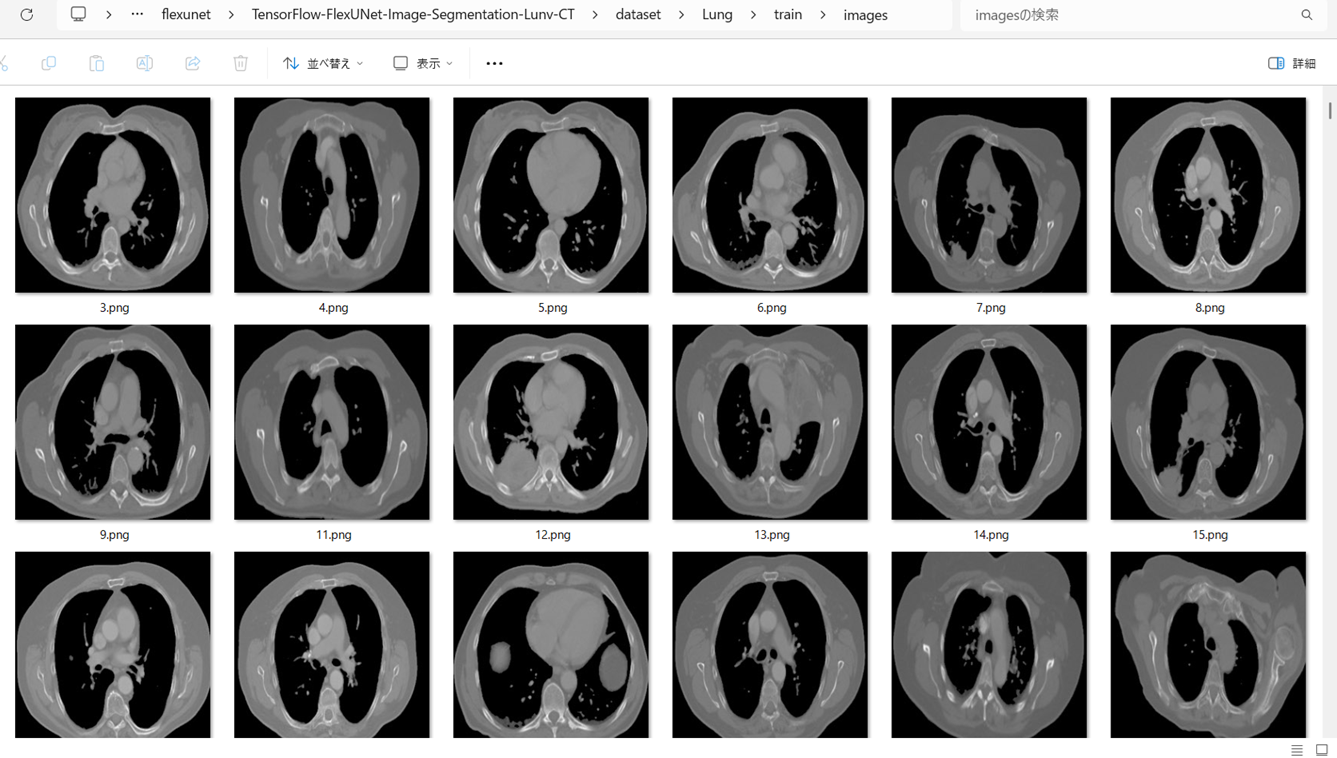 … flexunet TensorFlow-FlexUNet-Image-Segmentation-Lunv-CT dataset Lung train images imagesの検索
並べ替え 表示 … 詳細
3.png 4.png 5.png 6.png 7.png 8.png
9.png 11.png 12.png 13.png 14.png 15.png